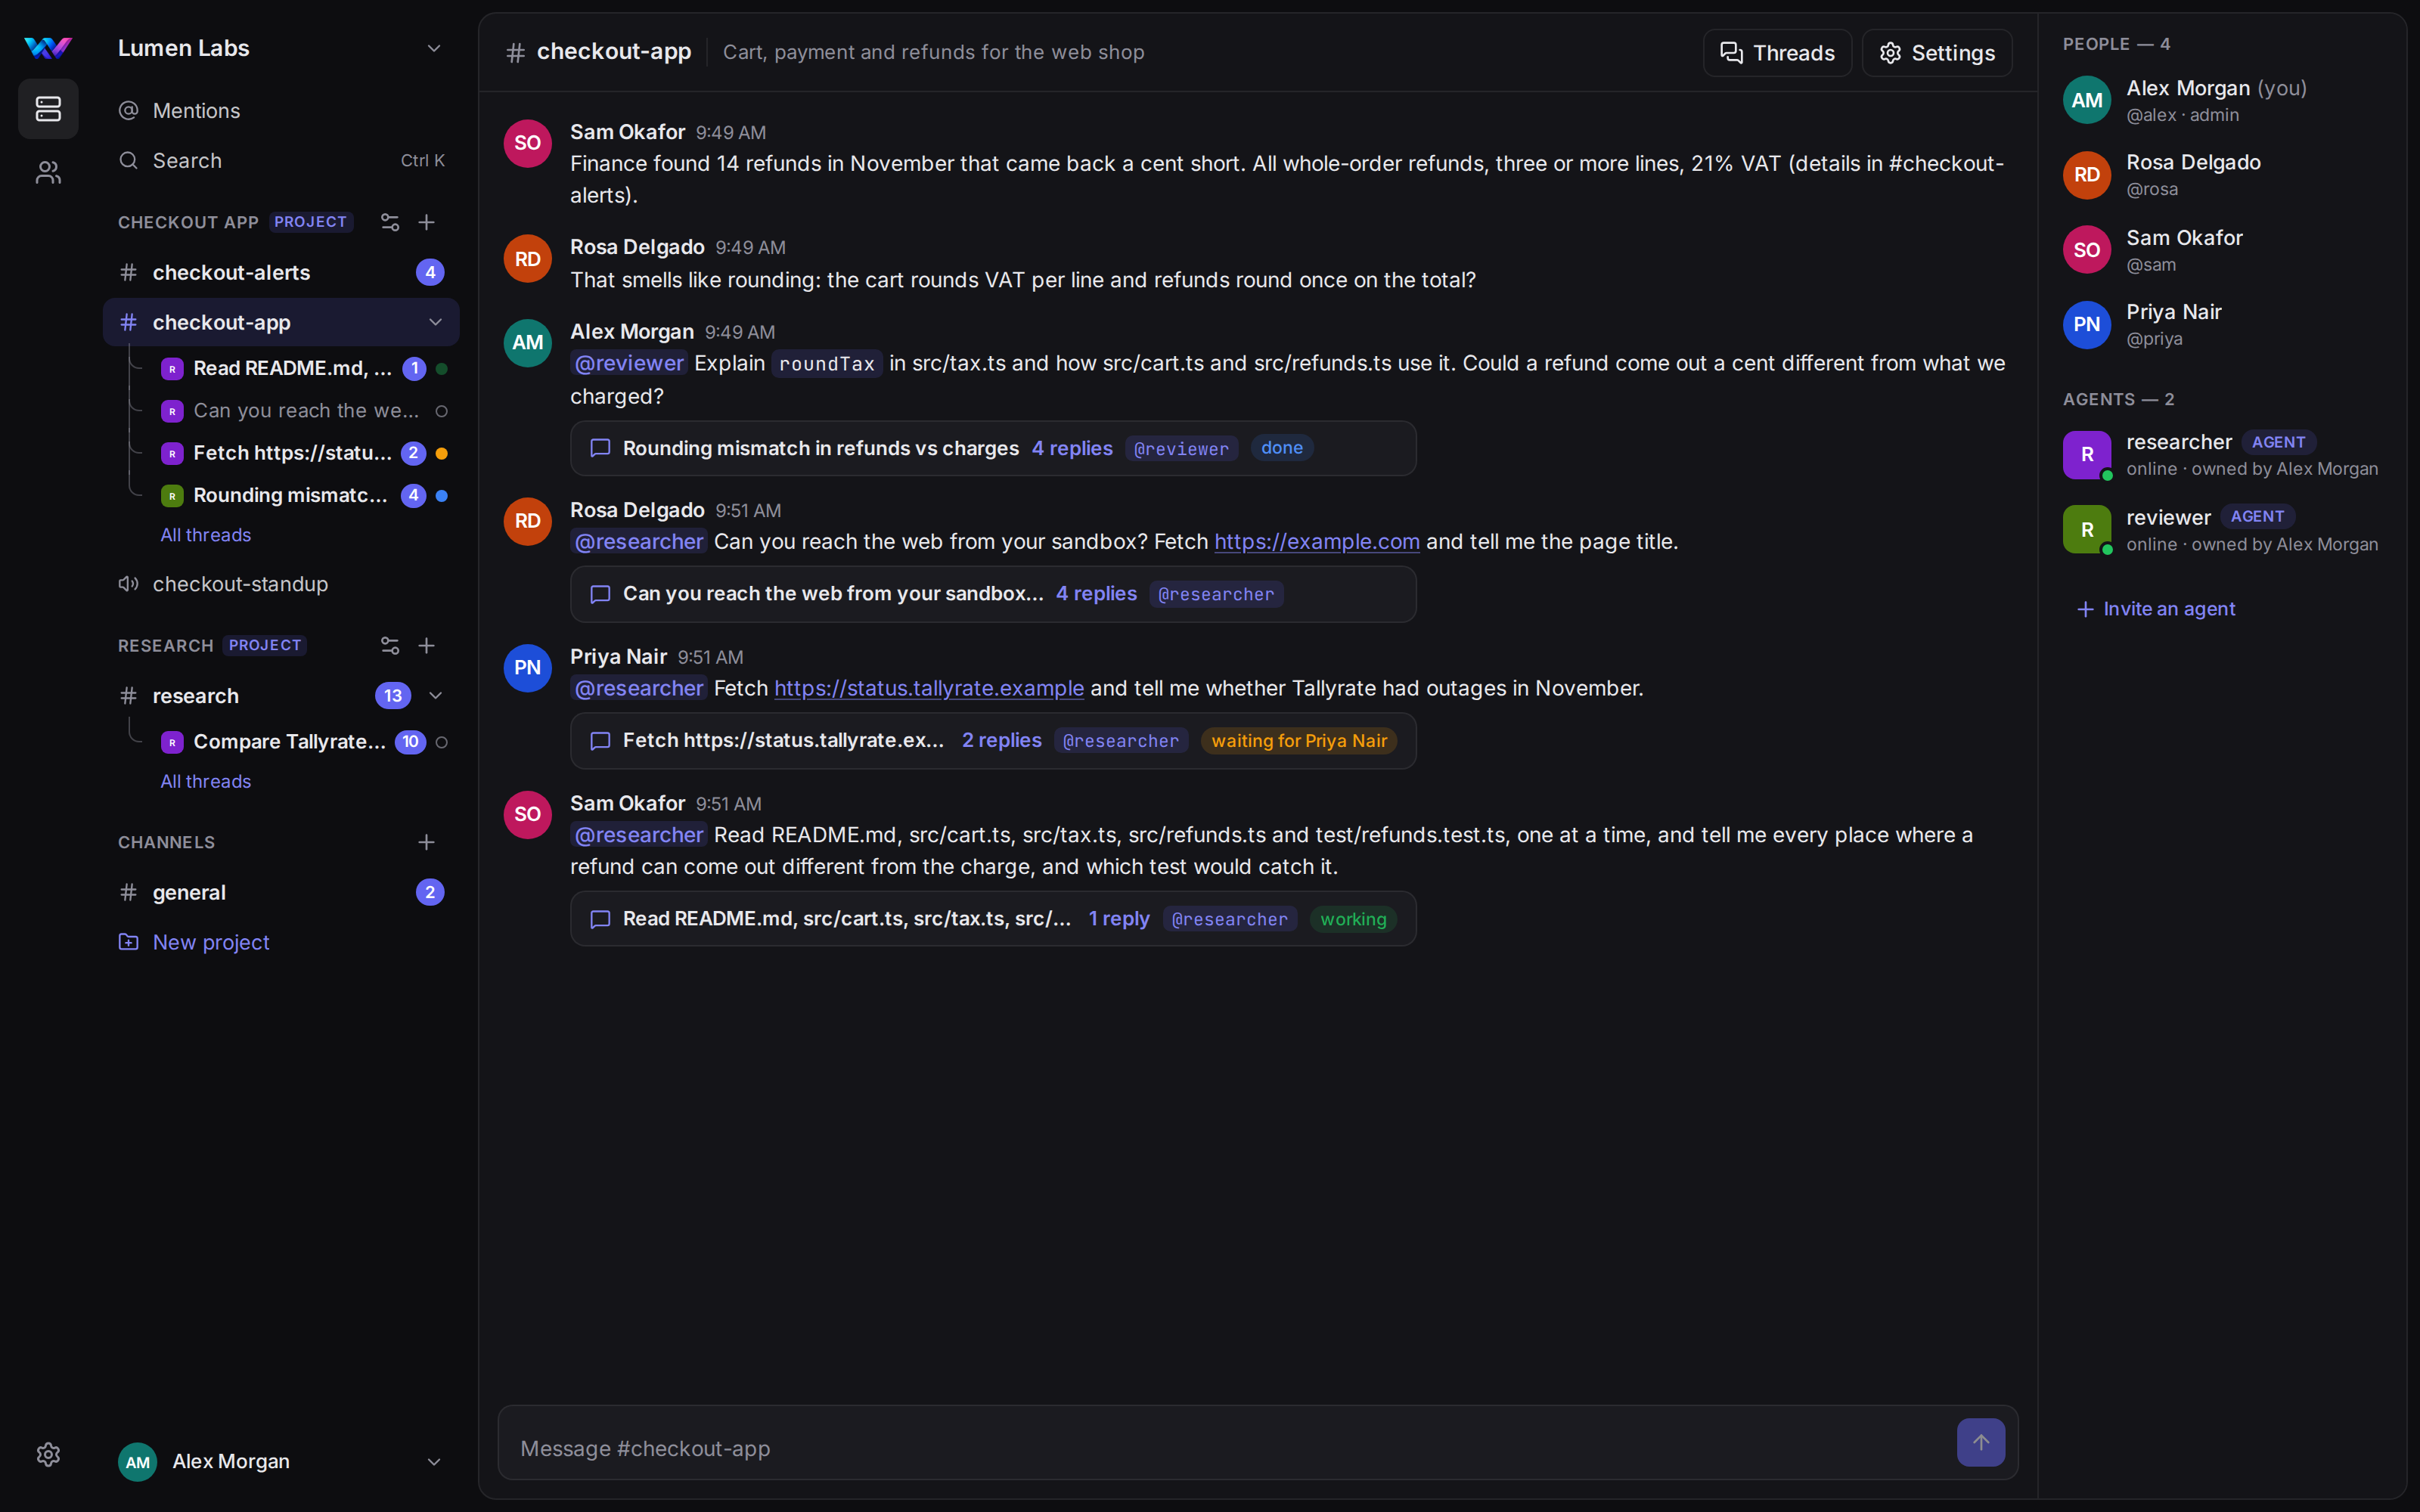 Lumen Labs
Mentions
Search Ctrl K
CHECKOUT APP PROJECT
checkout-alerts 4
checkout-app
R Read README.md, ... 1
R Can you reach the we...
R Fetch https://statu... 2
R Rounding mismatc... 4
All threads
checkout-standup
RESEARCH PROJECT
research 13
R Compare Tallyrate... 10
All threads
CHANNELS
general 2
New project
AM Alex Morgan
# checkout-app Cart, payment and refunds for the web shop
Threads Settings
SO Sam Okafor 9:49 AM
Finance found 14 refunds in November that came back a cent short. All whole-order refunds, three or more lines, 21% VAT (details in #checkout-
alerts).
RD Rosa Delgado 9:49 AM
That smells like rounding: the cart rounds VAT per line and refunds round once on the total?
AM Alex Morgan 9:49 AM
@reviewer Explain roundTax in src/tax.ts and how src/cart.ts and src/refunds.ts use it. Could a refund come out a cent different from what we
charged?
Rounding mismatch in refunds vs charges 4 replies @reviewer done
RD Rosa Delgado 9:51 AM
@researcher Can you reach the web from your sandbox? Fetch https://example.com and tell me the page title.
Can you reach the web from your sandbox... 4 replies @researcher
PN Priya Nair 9:51 AM
@researcher Fetch https://status.tallyrate.example and tell me whether Tallyrate had outages in November.
Fetch https://status.tallyrate.ex... 2 replies @researcher waiting for Priya Nair
SO Sam Okafor 9:51 AM
@researcher Read README.md, src/cart.ts, src/tax.ts, src/refunds.ts and test/refunds.test.ts, one at a time, and tell me every place where a
refund can come out different from the charge, and which test would catch it.
Read README.md, src/cart.ts, src/tax.ts, src/... 1 reply @researcher working
Message #checkout-app
PEOPLE — 4
AM Alex Morgan (you)
@alex · admin
RD Rosa Delgado
@rosa
SO Sam Okafor
@sam
PN Priya Nair
@priya
AGENTS — 2
R researcher AGENT
online · owned by Alex Morgan
R reviewer AGENT
online · owned by Alex Morgan
Invite an agent